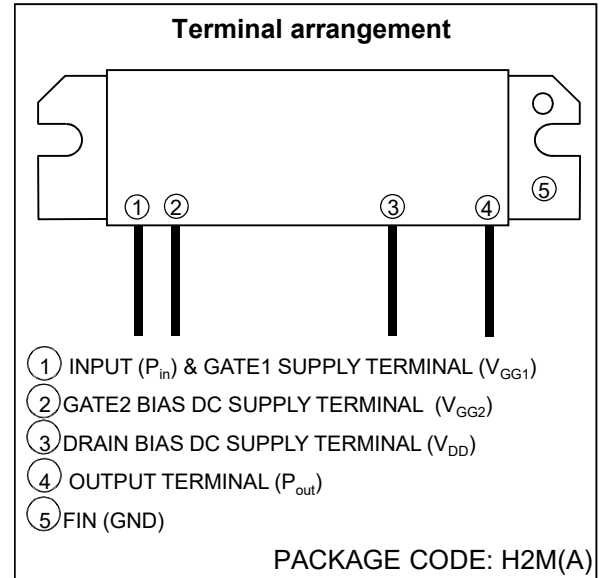 Terminal arrangement
① ② ③ ④ ⑤
① INPUT (Pin) & GATE1 SUPPLY TERMINAL (VGG1)
② GATE2 BIAS DC SUPPLY TERMINAL (VGG2)
③ DRAIN BIAS DC SUPPLY TERMINAL (VDD)
④ OUTPUT TERMINAL (Pout)
⑤ FIN (GND)
PACKAGE CODE: H2M(A)